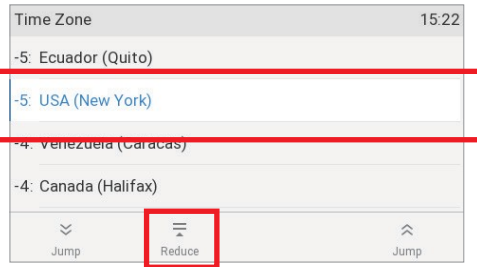 Time Zone 15:22
-5: Ecuador (Quito)
-5: USA (New York)
-4: Venezuela (Caracas)
-4: Canada (Halifax)
Jump Reduce Jump